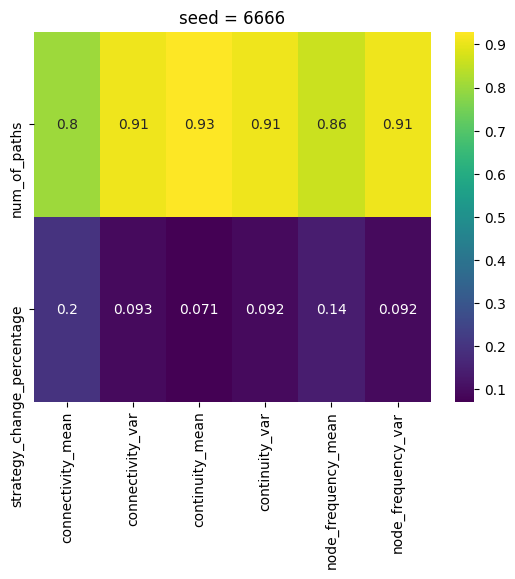 seed = 6666
num_of_paths
0.8 0.91 0.93 0.91 0.86 0.91
strategy_change_percentage
0.2 0.093 0.071 0.092 0.14 0.092
connectivity_mean
connectivity_var
continuity_mean
continuity_var
node_frequency_mean
node_frequency_var
0.9
0.8
0.7
0.6
0.5
0.4
0.3
0.2
0.1